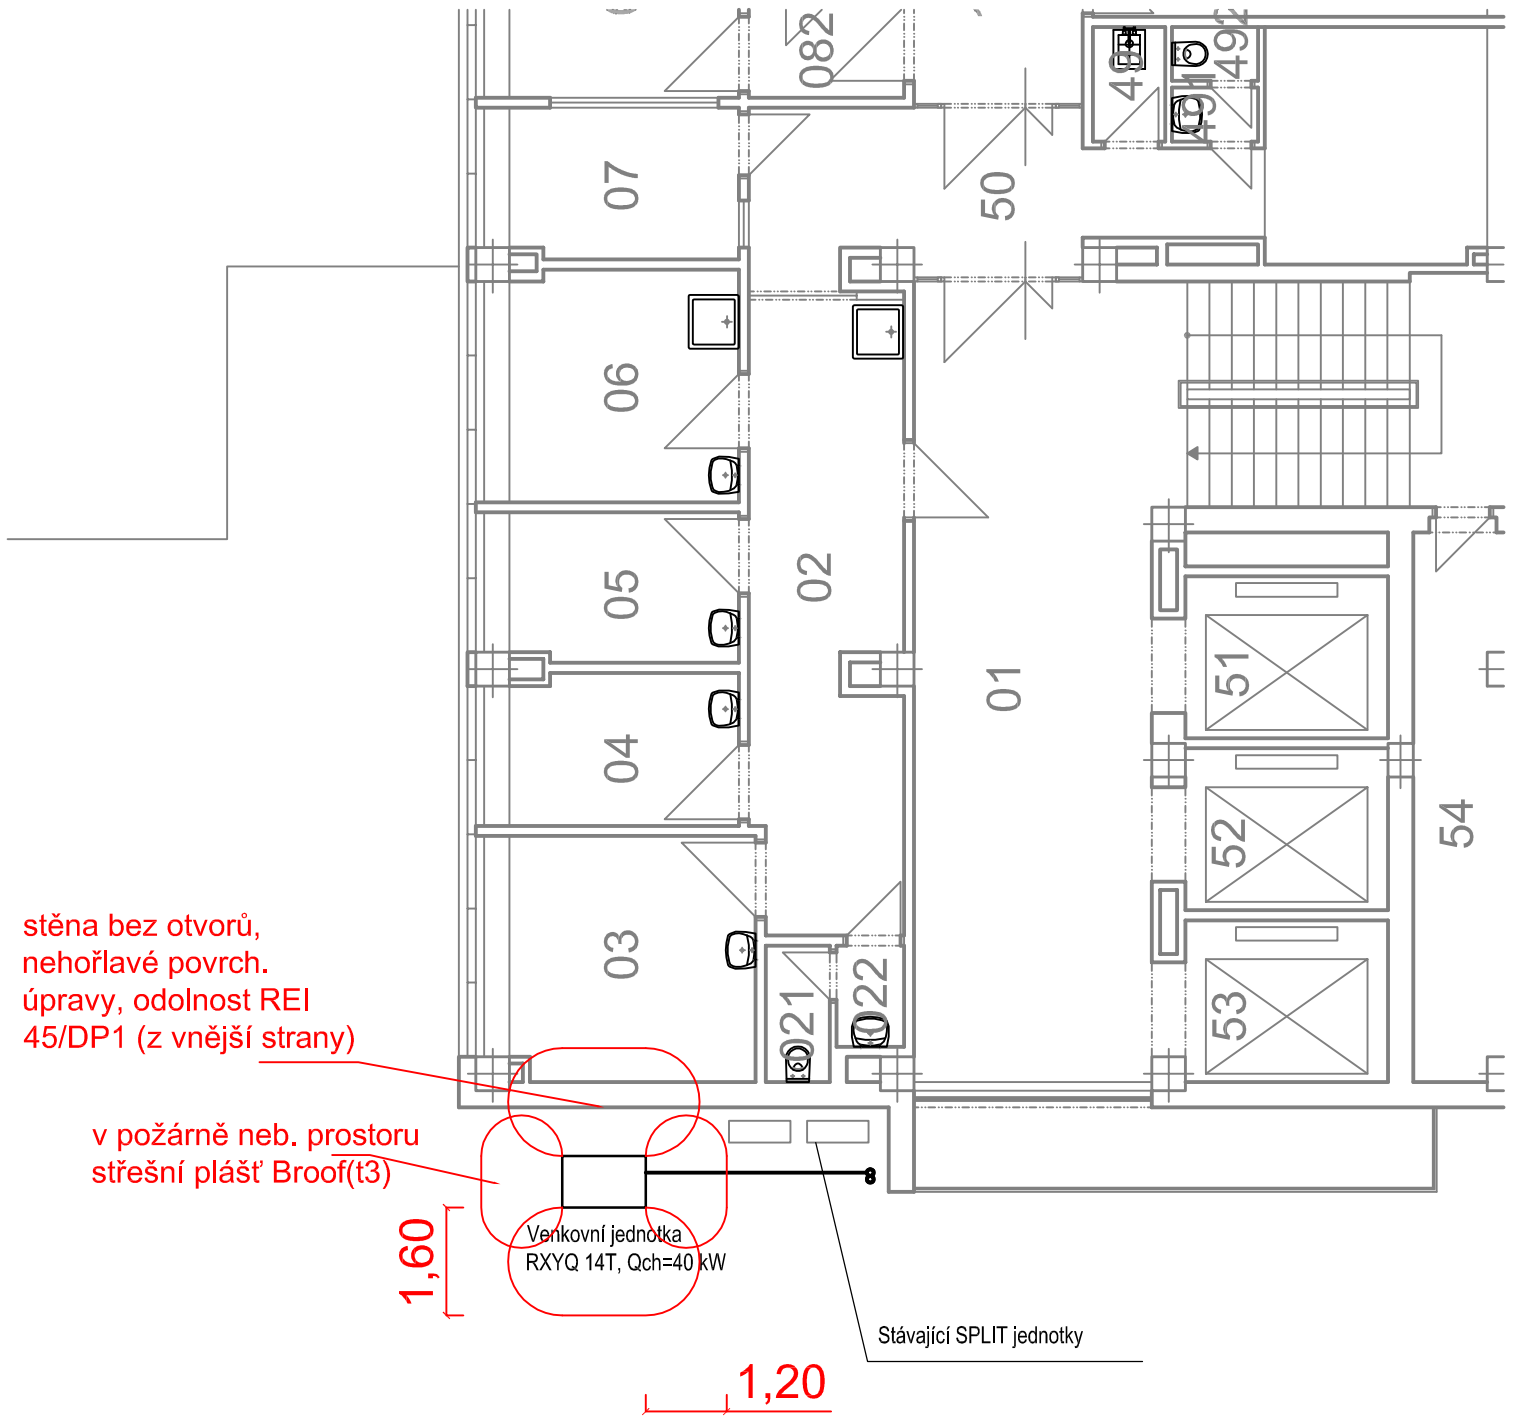 082
49
492
491
07
50
06
05
02
01
51
04
52
54
03
022
021
53
stěna bez otvorů,
nehořlavé povrch.
úpravy, odolnost REI
45/DP1 (z vnější strany)
v požárně neb. prostoru
střešní plášť Broof(t3)
1,60
Venkovní jednotka
RXYQ 14T, Qch=40 kW
Stávající SPLIT jednotky
1,20